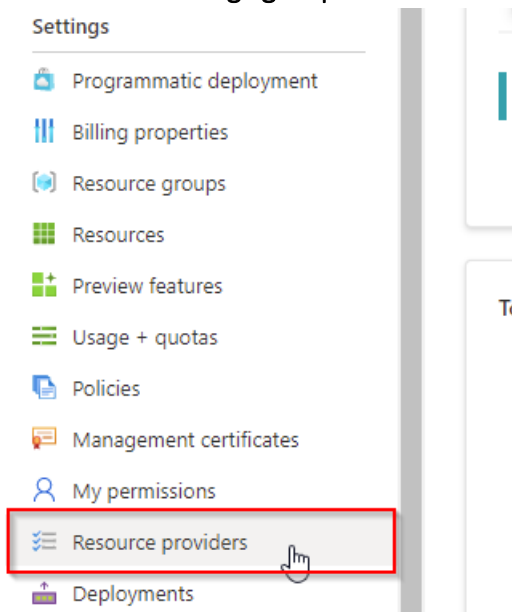 Settings
Programmatic deployment
Billing properties
Resource groups
Resources
Preview features
Usage + quotas
Policies
Management certificates
My permissions
Resource providers
Deployments